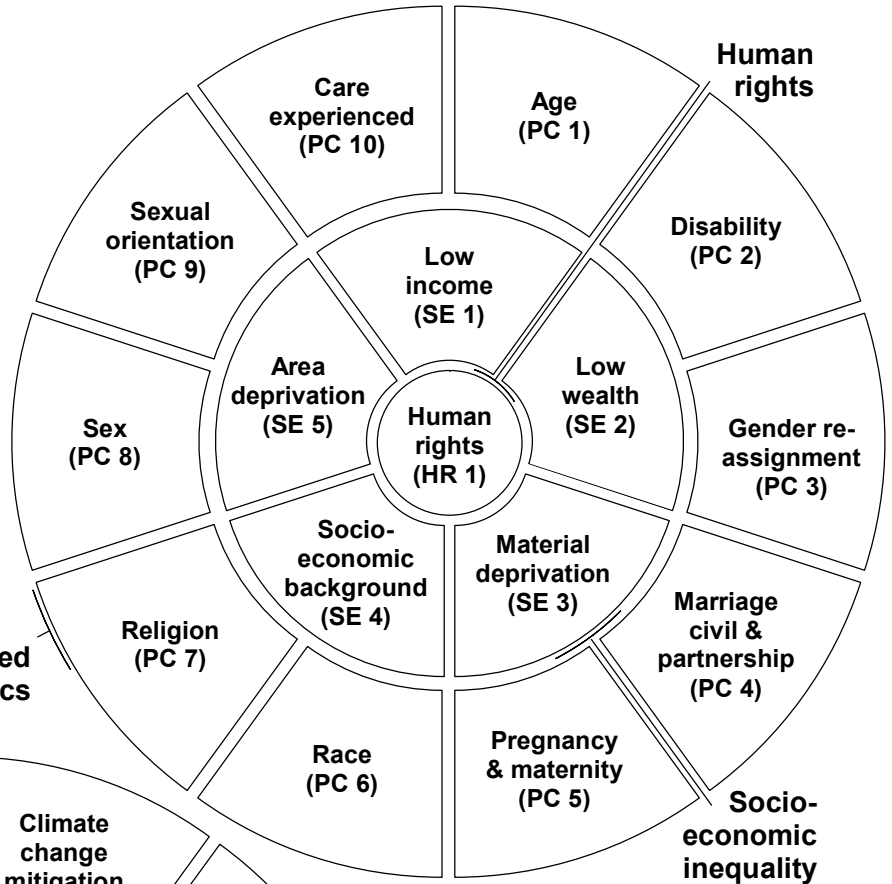 Human
rights
Care
experienced
(PC 10)
Age
(PC 1)
Sexual
orientation
(PC 9)
Disability
(PC 2)
Low
income
(SE 1)
Area
deprivation
(SE 5)
Low
wealth
(SE 2)
Human
rights
(HR 1)
Sex
(PC 8)
Gender re-
assignment
(PC 3)
Socio-
economic
background
(SE 4)
Material
deprivation
(SE 3)
Religion
(PC 7)
Marriage
civil &
partnership
(PC 4)
ed
cs
Race
(PC 6)
Pregnancy
& maternity
(PC 5)
Socio-
economic
inequality
Climate
change
mitigation